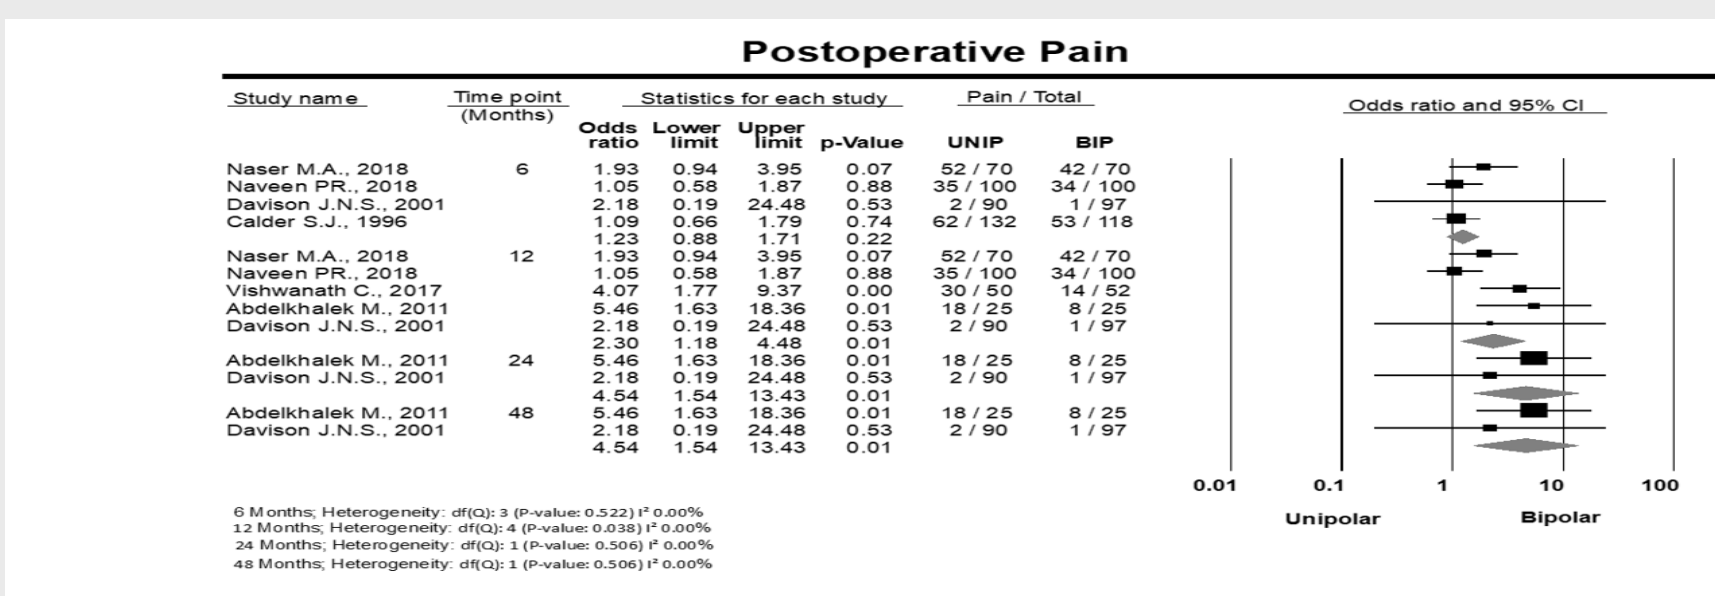 Postoperative Pain
Study name Time point (Months) Statistics for each study Pain / Total Odds ratio and 95% CI
Odds ratio Lower limit Upper limit p-Value UNIP BIP
Naser M.A., 2018 6 1.93 0.94 3.95 0.07 52 / 70 42 / 70
Naveen PR., 2018 1.05 0.58 1.87 0.88 35 / 100 34 / 100
Davison J.N.S., 2001 2.18 0.19 24.48 0.53 2 / 90 1 / 97
Calder S.J., 1996 1.09 0.66 1.79 0.74 62 / 132 53 / 118
1.23 0.88 1.71 0.22
Naser M.A., 2018 12 1.93 0.94 3.95 0.07 52 / 70 42 / 70
Naveen PR., 2018 1.05 0.58 1.87 0.88 35 / 100 34 / 100
Vishwanath C., 2017 4.07 1.77 9.37 0.00 30 / 50 14 / 52
Abdelkhalek M., 2011 5.46 1.63 18.36 0.01 18 / 25 8 / 25
Davison J.N.S., 2001 2.18 0.19 24.48 0.53 2 / 90 1 / 97
2.30 1.18 4.48 0.01
Abdelkhalek M., 2011 24 5.46 1.63 18.36 0.01 18 / 25 8 / 25
Davison J.N.S., 2001 2.18 0.19 24.48 0.53 2 / 90 1 / 97
4.54 1.54 13.43 0.01
Abdelkhalek M., 2011 48 5.46 1.63 18.36 0.01 18 / 25 8 / 25
Davison J.N.S., 2001 2.18 0.19 24.48 0.53 2 / 90 1 / 97
4.54 1.54 13.43 0.01
0.01 0.1 1 10 100
Unipolar Bipolar
6 Months; Heterogeneity: df(Q): 3 (P-value: 0.522) I² 0.00%
12 Months; Heterogeneity: df(Q): 4 (P-value: 0.038) I² 0.00%
24 Months; Heterogeneity: df(Q): 1 (P-value: 0.506) I² 0.00%
48 Months; Heterogeneity: df(Q): 1 (P-value: 0.506) I² 0.00%